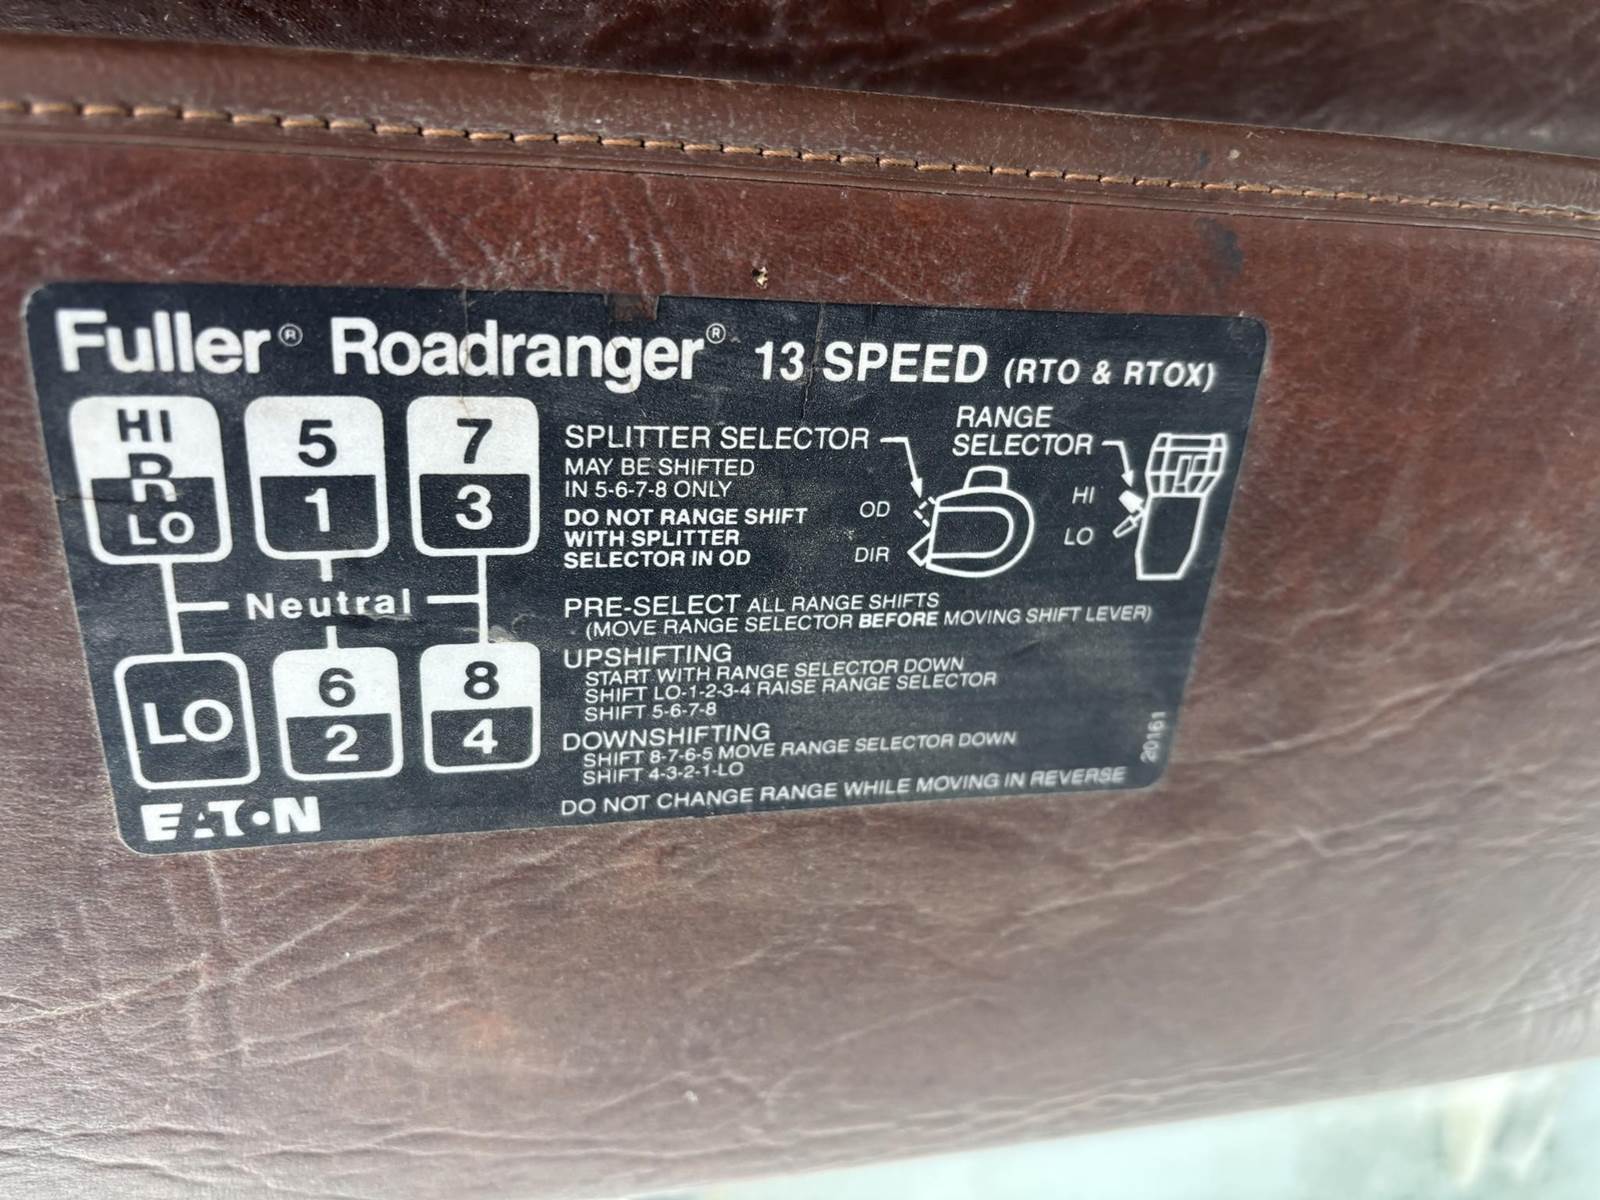 Fuller® Roadranger® 13 SPEED (RTO & RTOX)
HI
R
LO
5
1
7
3
Neutral
LO
6
2
8
4
EATON
SPLITTER SELECTOR
MAY BE SHIFTED
IN 5-6-7-8 ONLY
DO NOT RANGE SHIFT
WITH SPLITTER
SELECTOR IN OD
OD
DIR
RANGE
SELECTOR
HI
LO
PRE-SELECT ALL RANGE SHIFTS
(MOVE RANGE SELECTOR BEFORE MOVING SHIFT LEVER)
UPSHIFTING
START WITH RANGE SELECTOR DOWN
SHIFT LO-1-2-3-4 RAISE RANGE SELECTOR
SHIFT 5-6-7-8
DOWNSHIFTING
SHIFT 8-7-6-5 MOVE RANGE SELECTOR DOWN
SHIFT 4-3-2-1-LO
DO NOT CHANGE RANGE WHILE MOVING IN REVERSE
20161